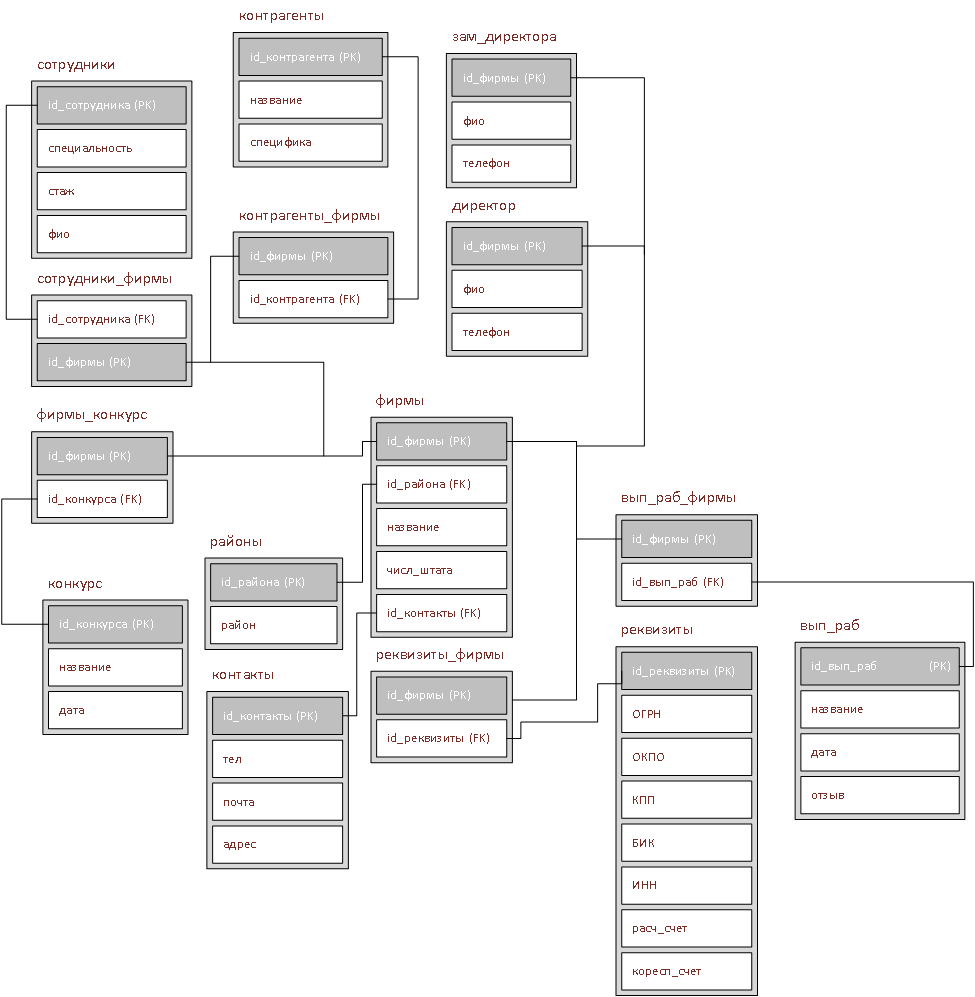 контрагенты
id_контрагента (PK)
название
специфика
зам_директора
id_фирмы (PK)
фио
телефон
сотрудники
id_сотрудника (PK)
специальность
стаж
фио
контрагенты_фирмы
id_фирмы (PK)
id_контрагента (FK)
директор
id_фирмы (PK)
фио
телефон
сотрудники_фирмы
id_сотрудника (FK)
id_фирмы (PK)
фирмы_конкурс
id_фирмы (PK)
id_конкурса (FK)
фирмы
id_фирмы (PK)
id_района (FK)
название
числ_штата
id_контакты (FK)
вып_раб_фирмы
id_фирмы (PK)
id_вып_раб (FK)
районы
id_района (PK)
район
конкурс
id_конкурса (PK)
название
дата
контакты
id_контакты (PK)
тел
почта
адрес
реквизиты_фирмы
id_фирмы (PK)
id_реквизиты (FK)
реквизиты
id_реквизиты (PK)
ОГРН
ОКПО
КПП
БИК
ИНН
расч_счет
коресп_счет
вып_раб
id_вып_раб (PK)
название
дата
отзыв